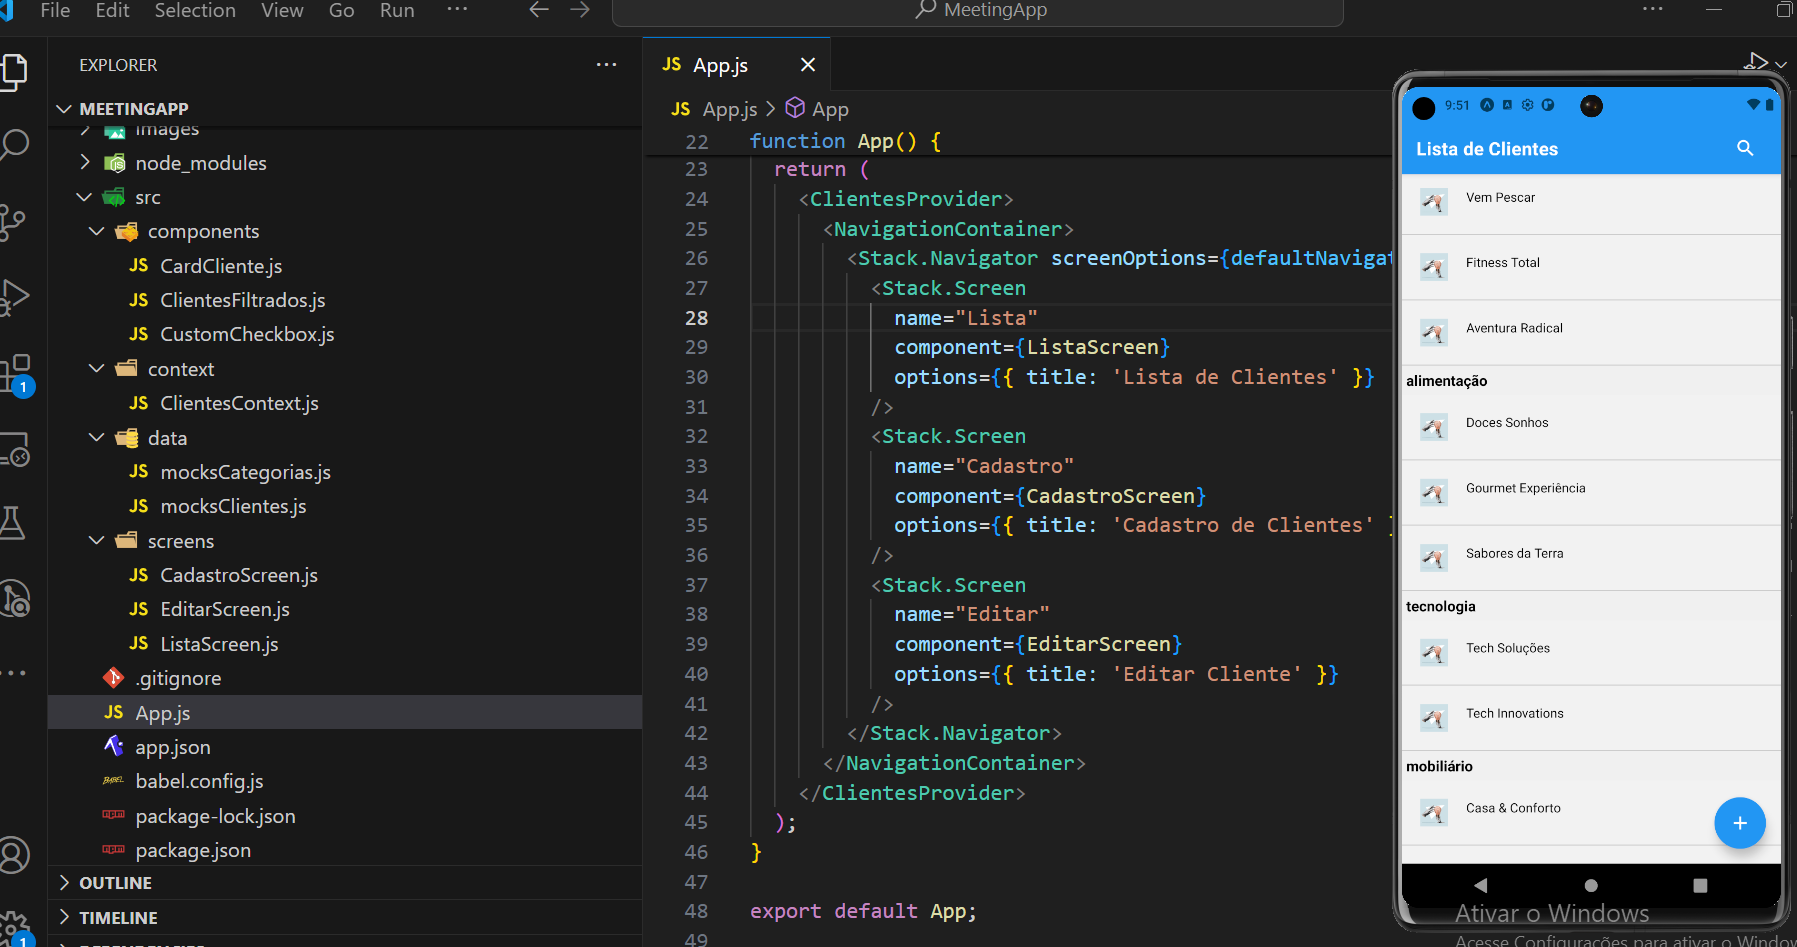 File Edit Selection View Go Run ··· MeetingApp ···
EXPLORER ···
MEETINGAPP
images
node_modules
src
components
JS CardCliente.js
JS ClientesFiltrados.js
JS CustomCheckbox.js
context
JS ClientesContext.js
data
JS mocksCategorias.js
JS mocksClientes.js
screens
JS CadastroScreen.js
JS EditarScreen.js
JS ListaScreen.js
.gitignore
JS App.js
app.json
BABEL babel.config.js
package-lock.json
package.json
OUTLINE
TIMELINE
1
1
JS App.js
JS App.js > App
22 function App() {
23 return (
24 <ClientesProvider>
25 <NavigationContainer>
26 <Stack.Navigator screenOptions={defaultNavigat
27 <Stack.Screen
28 name="Lista"
29 component={ListaScreen}
30 options={{ title: 'Lista de Clientes' }}
31 />
32 <Stack.Screen
33 name="Cadastro"
34 component={CadastroScreen}
35 options={{ title: 'Cadastro de Clientes' }
36 />
37 <Stack.Screen
38 name="Editar"
39 component={EditarScreen}
40 options={{ title: 'Editar Cliente' }}
41 />
42 </Stack.Navigator>
43 </NavigationContainer>
44 </ClientesProvider>
45 );
46 }
47
48 export default App;
49
9:51
Lista de Clientes
Vem Pescar
Fitness Total
Aventura Radical
alimentação
Doces Sonhos
Gourmet Experiência
Sabores da Terra
tecnologia
Tech Soluções
Tech Innovations
mobiliário
Casa & Conforto
+
Ativar o Windows
Acesse Configurações para ativar o Window